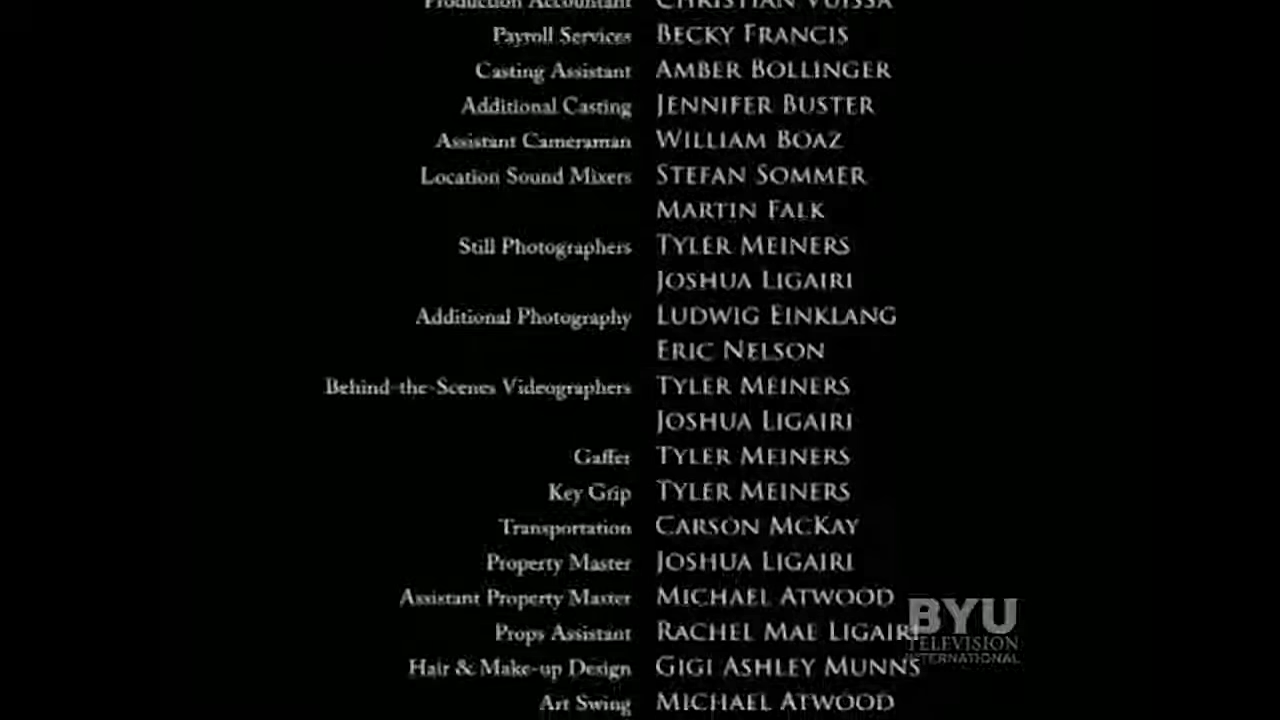 Production Accountant CHRISTIAN VUISSA
Payroll Services BECKY FRANCIS
Casting Assistant AMBER BOLLINGER
Additional Casting JENNIFER BUSTER
Assistant Cameraman WILLIAM BOAZ
Location Sound Mixers STEFAN SOMMER
MARTIN FALK
Still Photographers TYLER MEINERS
JOSHUA LIGAIRI
Additional Photography LUDWIG EINKLANG
ERIC NELSON
Behind-the-Scenes Videographers TYLER MEINERS
JOSHUA LIGAIRI
Gaffer TYLER MEINERS
Key Grip TYLER MEINERS
Transportation CARSON MCKAY
Property Master JOSHUA LIGAIRI
Assistant Property Master MICHAEL ATWOOD
Props Assistant RACHEL MAE LIGAIRI
Hair & Make-up Design GIGI ASHLEY MUNNS
Art Swing MICHAEL ATWOOD
BYU
TELEVISION
INTERNATIONAL